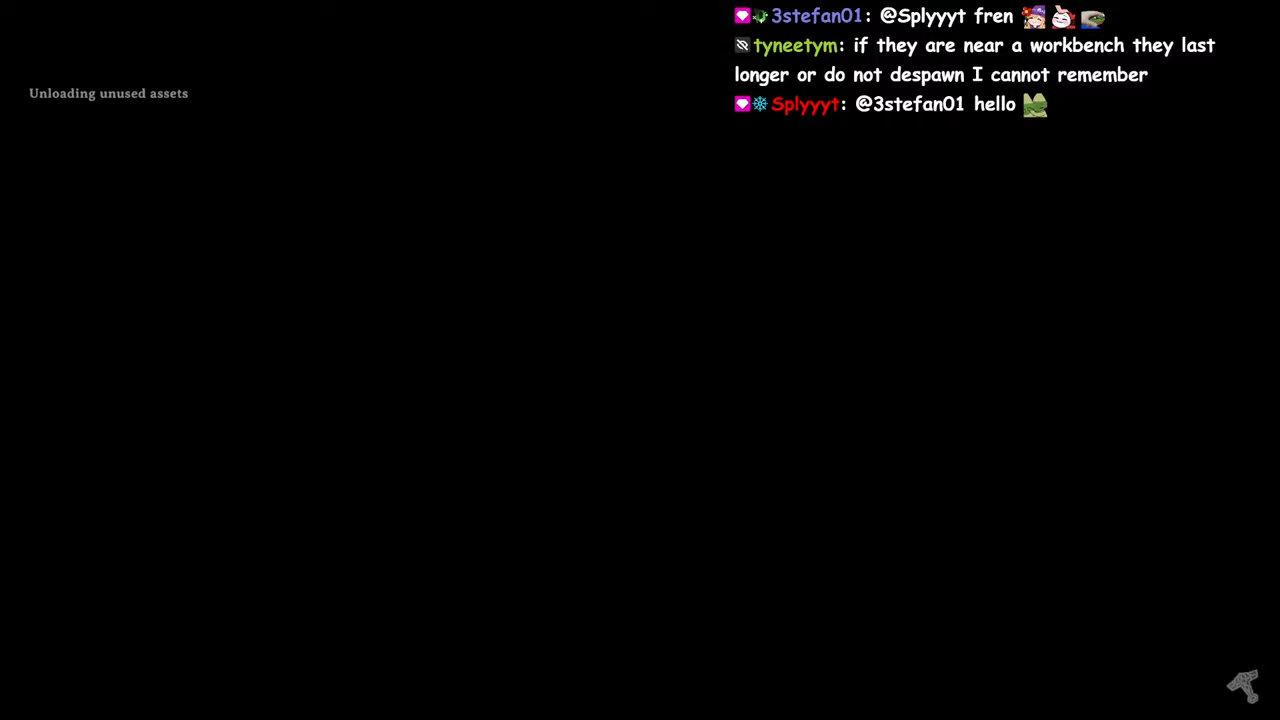 3stefan01: @Splyyyt fren
tyneetym: if they are near a workbench they last
longer or do not despawn I cannot remember
Unloading unused assets
Splyyyt: @3stefan01 hello